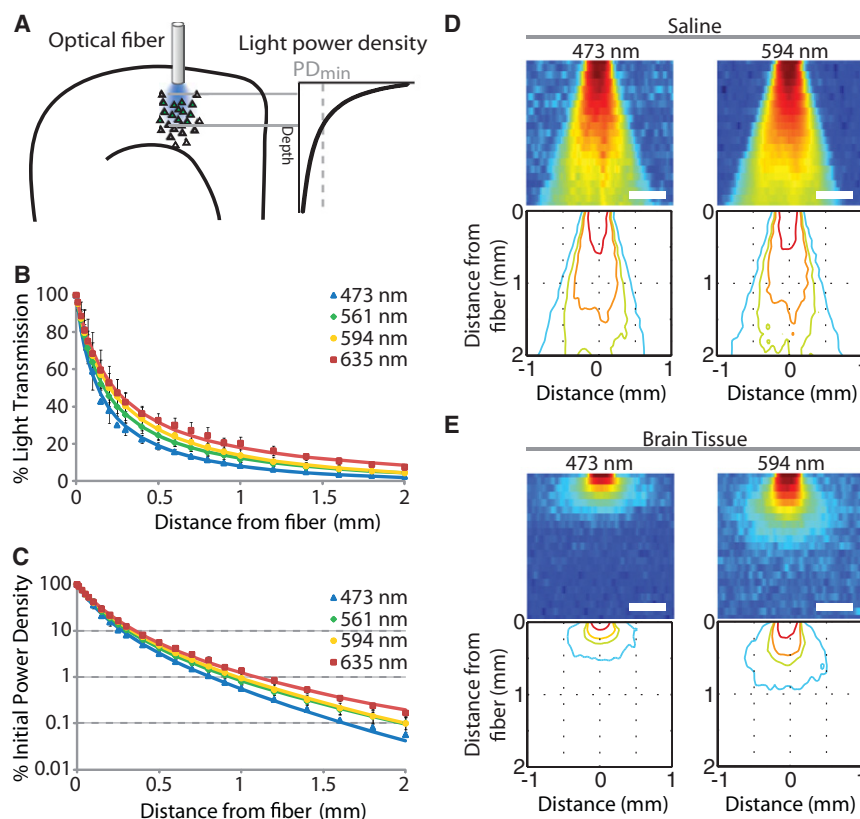 A
Optical fiber
Light power density
PDmin
Depth
B
% Light Transmission
100
80
60
40
20
0
473 nm
561 nm
594 nm
635 nm
0
0.5
1
1.5
2
Distance from fiber (mm)
C
% Initial Power Density
100
10
1
0.1
0.01
473 nm
561 nm
594 nm
635 nm
0
0.5
1
1.5
2
Distance from fiber (mm)
D
Saline
473 nm
594 nm
Distance from
fiber (mm)
0
1
2
0
1
2
-1 0 1
-1 0 1
Distance (mm)
Distance (mm)
E
Brain Tissue
473 nm
594 nm
Distance from
fiber (mm)
0
1
2
0
1
2
-1 0 1
-1 0 1
Distance (mm)
Distance (mm)